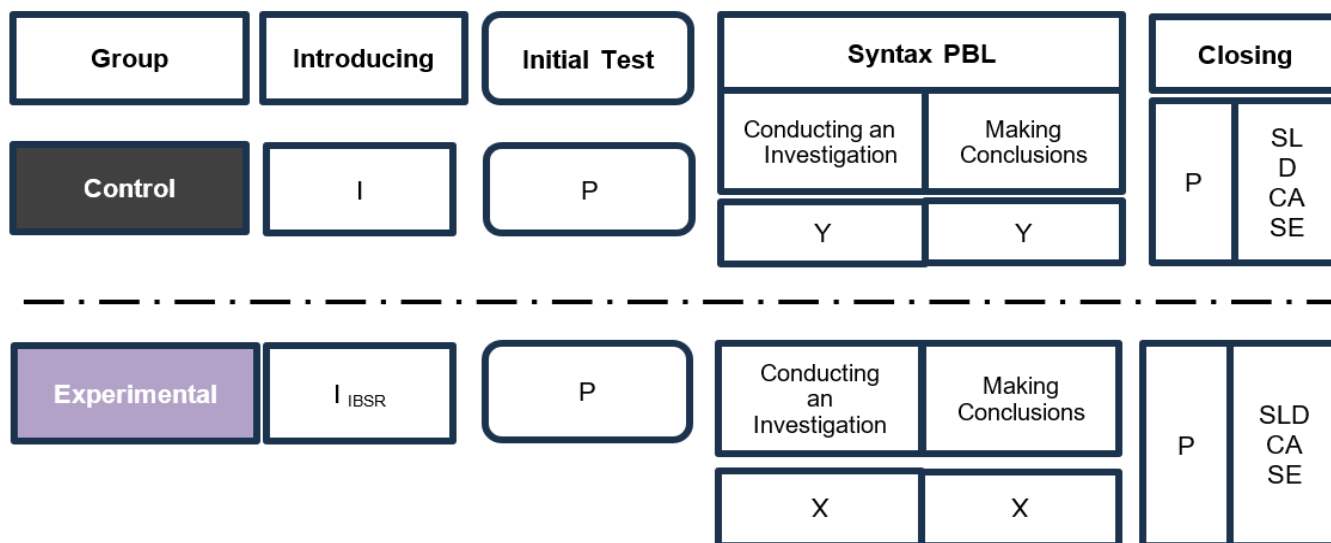 Group
Introducing
Initial Test
Syntax PBL
Closing
Conducting an
Investigation
Making
Conclusions
Control
I
P
Y
Y
P
SL
D
CA
SE
Experimental
I IBSR
P
Conducting
an
Investigation
Making
Conclusions
X
X
P
SLD
CA
SE